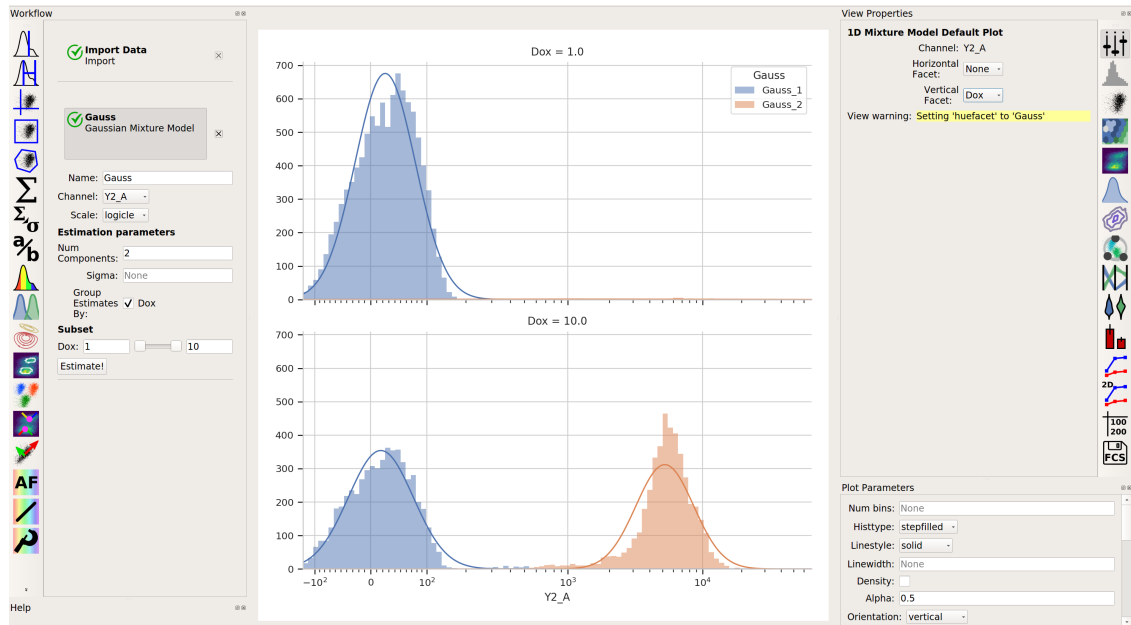 Workflow
Import Data
Import
Gauss
Gaussian Mixture Model
Name: Gauss
Channel: Y2_A
Scale: logicle
Estimation parameters
Num
Components: 2
Sigma: None
Group
Estimates
By: Dox
Subset
Dox: 1 10
Estimate!
Σ
Σ,σ
a/b
AF
Help
Dox = 1.0
700
600
500
400
300
200
100
0
Gauss
Gauss_1
Gauss_2
Dox = 10.0
700
600
500
400
300
200
100
0
−10² 0 10² 10³ 10⁴
Y2_A
View Properties
1D Mixture Model Default Plot
Channel: Y2_A
Horizontal
Facet: None
Vertical
Facet: Dox
View warning: Setting 'huefacet' to 'Gauss'
2D
100
200
FCS
Plot Parameters
Num bins: None
Histtype: stepfilled
Linestyle: solid
Linewidth: None
Density:
Alpha: 0.5
Orientation: vertical